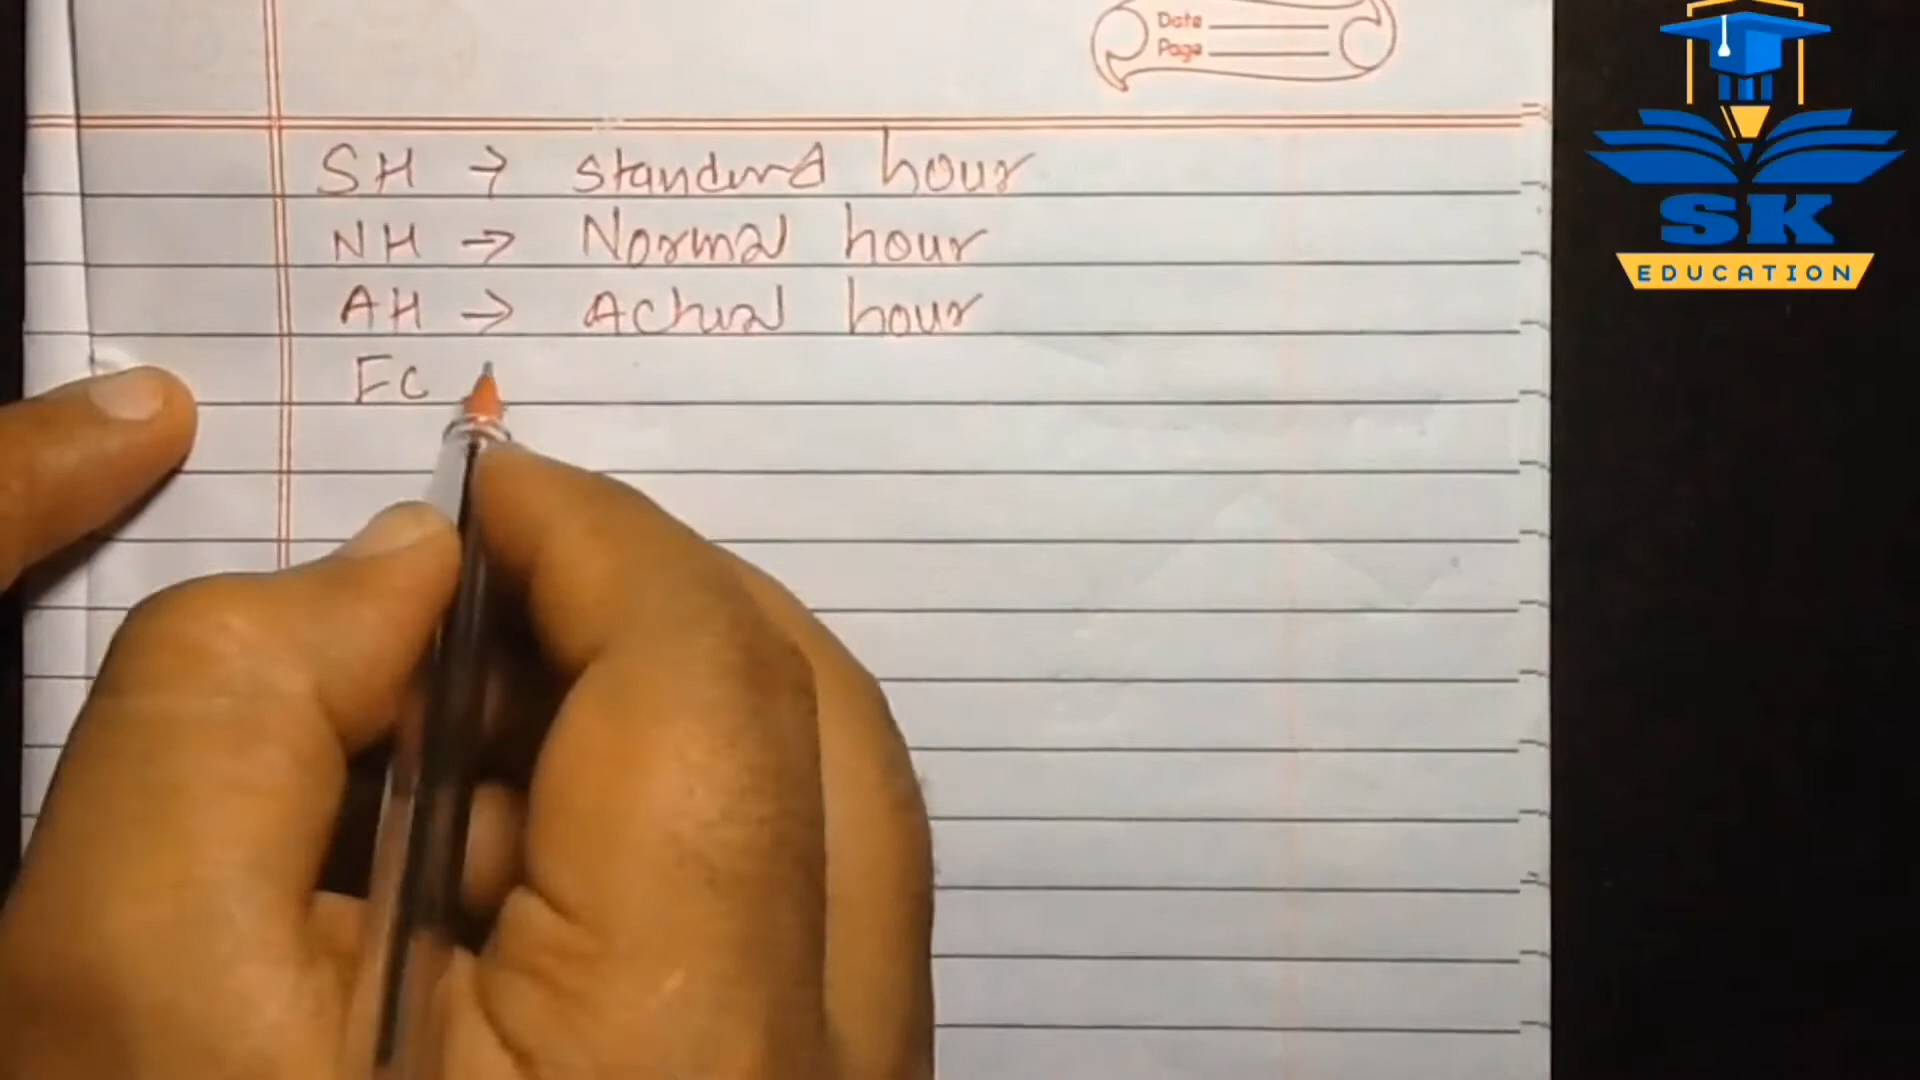 Date
Page
SH → Standard hour
NH → Normal hour
AH → Actual hour
FC
SK
EDUCATION